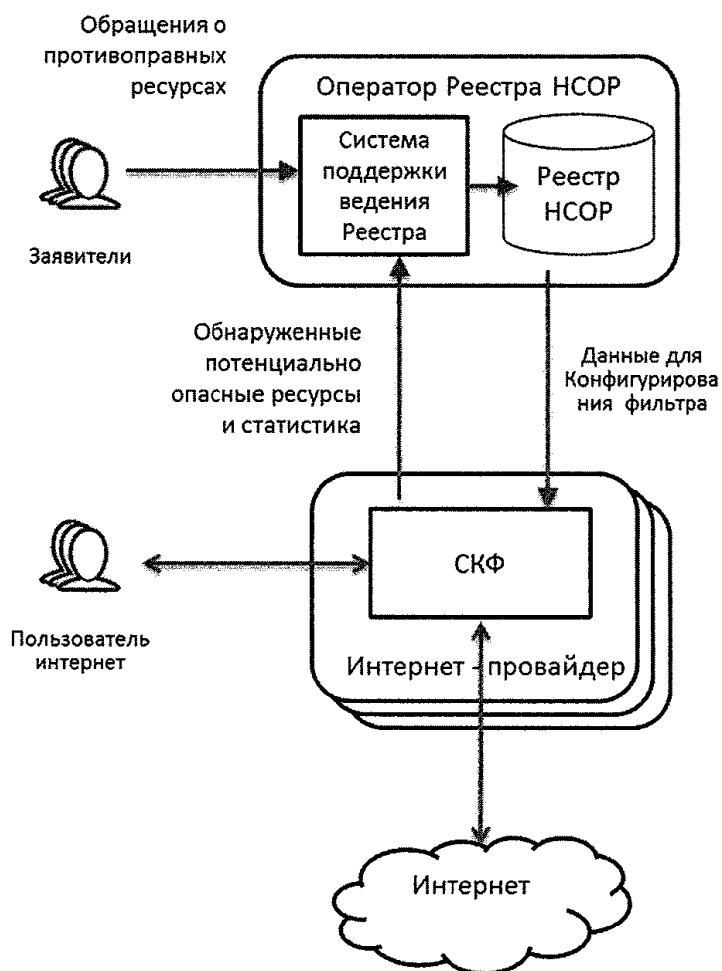 Обращения о
противоправных
ресурсах
Оператор Реестра НСОР
Система
поддержки
ведения
Реестра
Реестр
НСОР
Заявители
Обнаруженные
потенциально
опасные ресурсы
и статистика
Данные для
Конфигурирова
ния фильтра
СКФ
Пользователь
интернет
Интернет - провайдер
Интернет